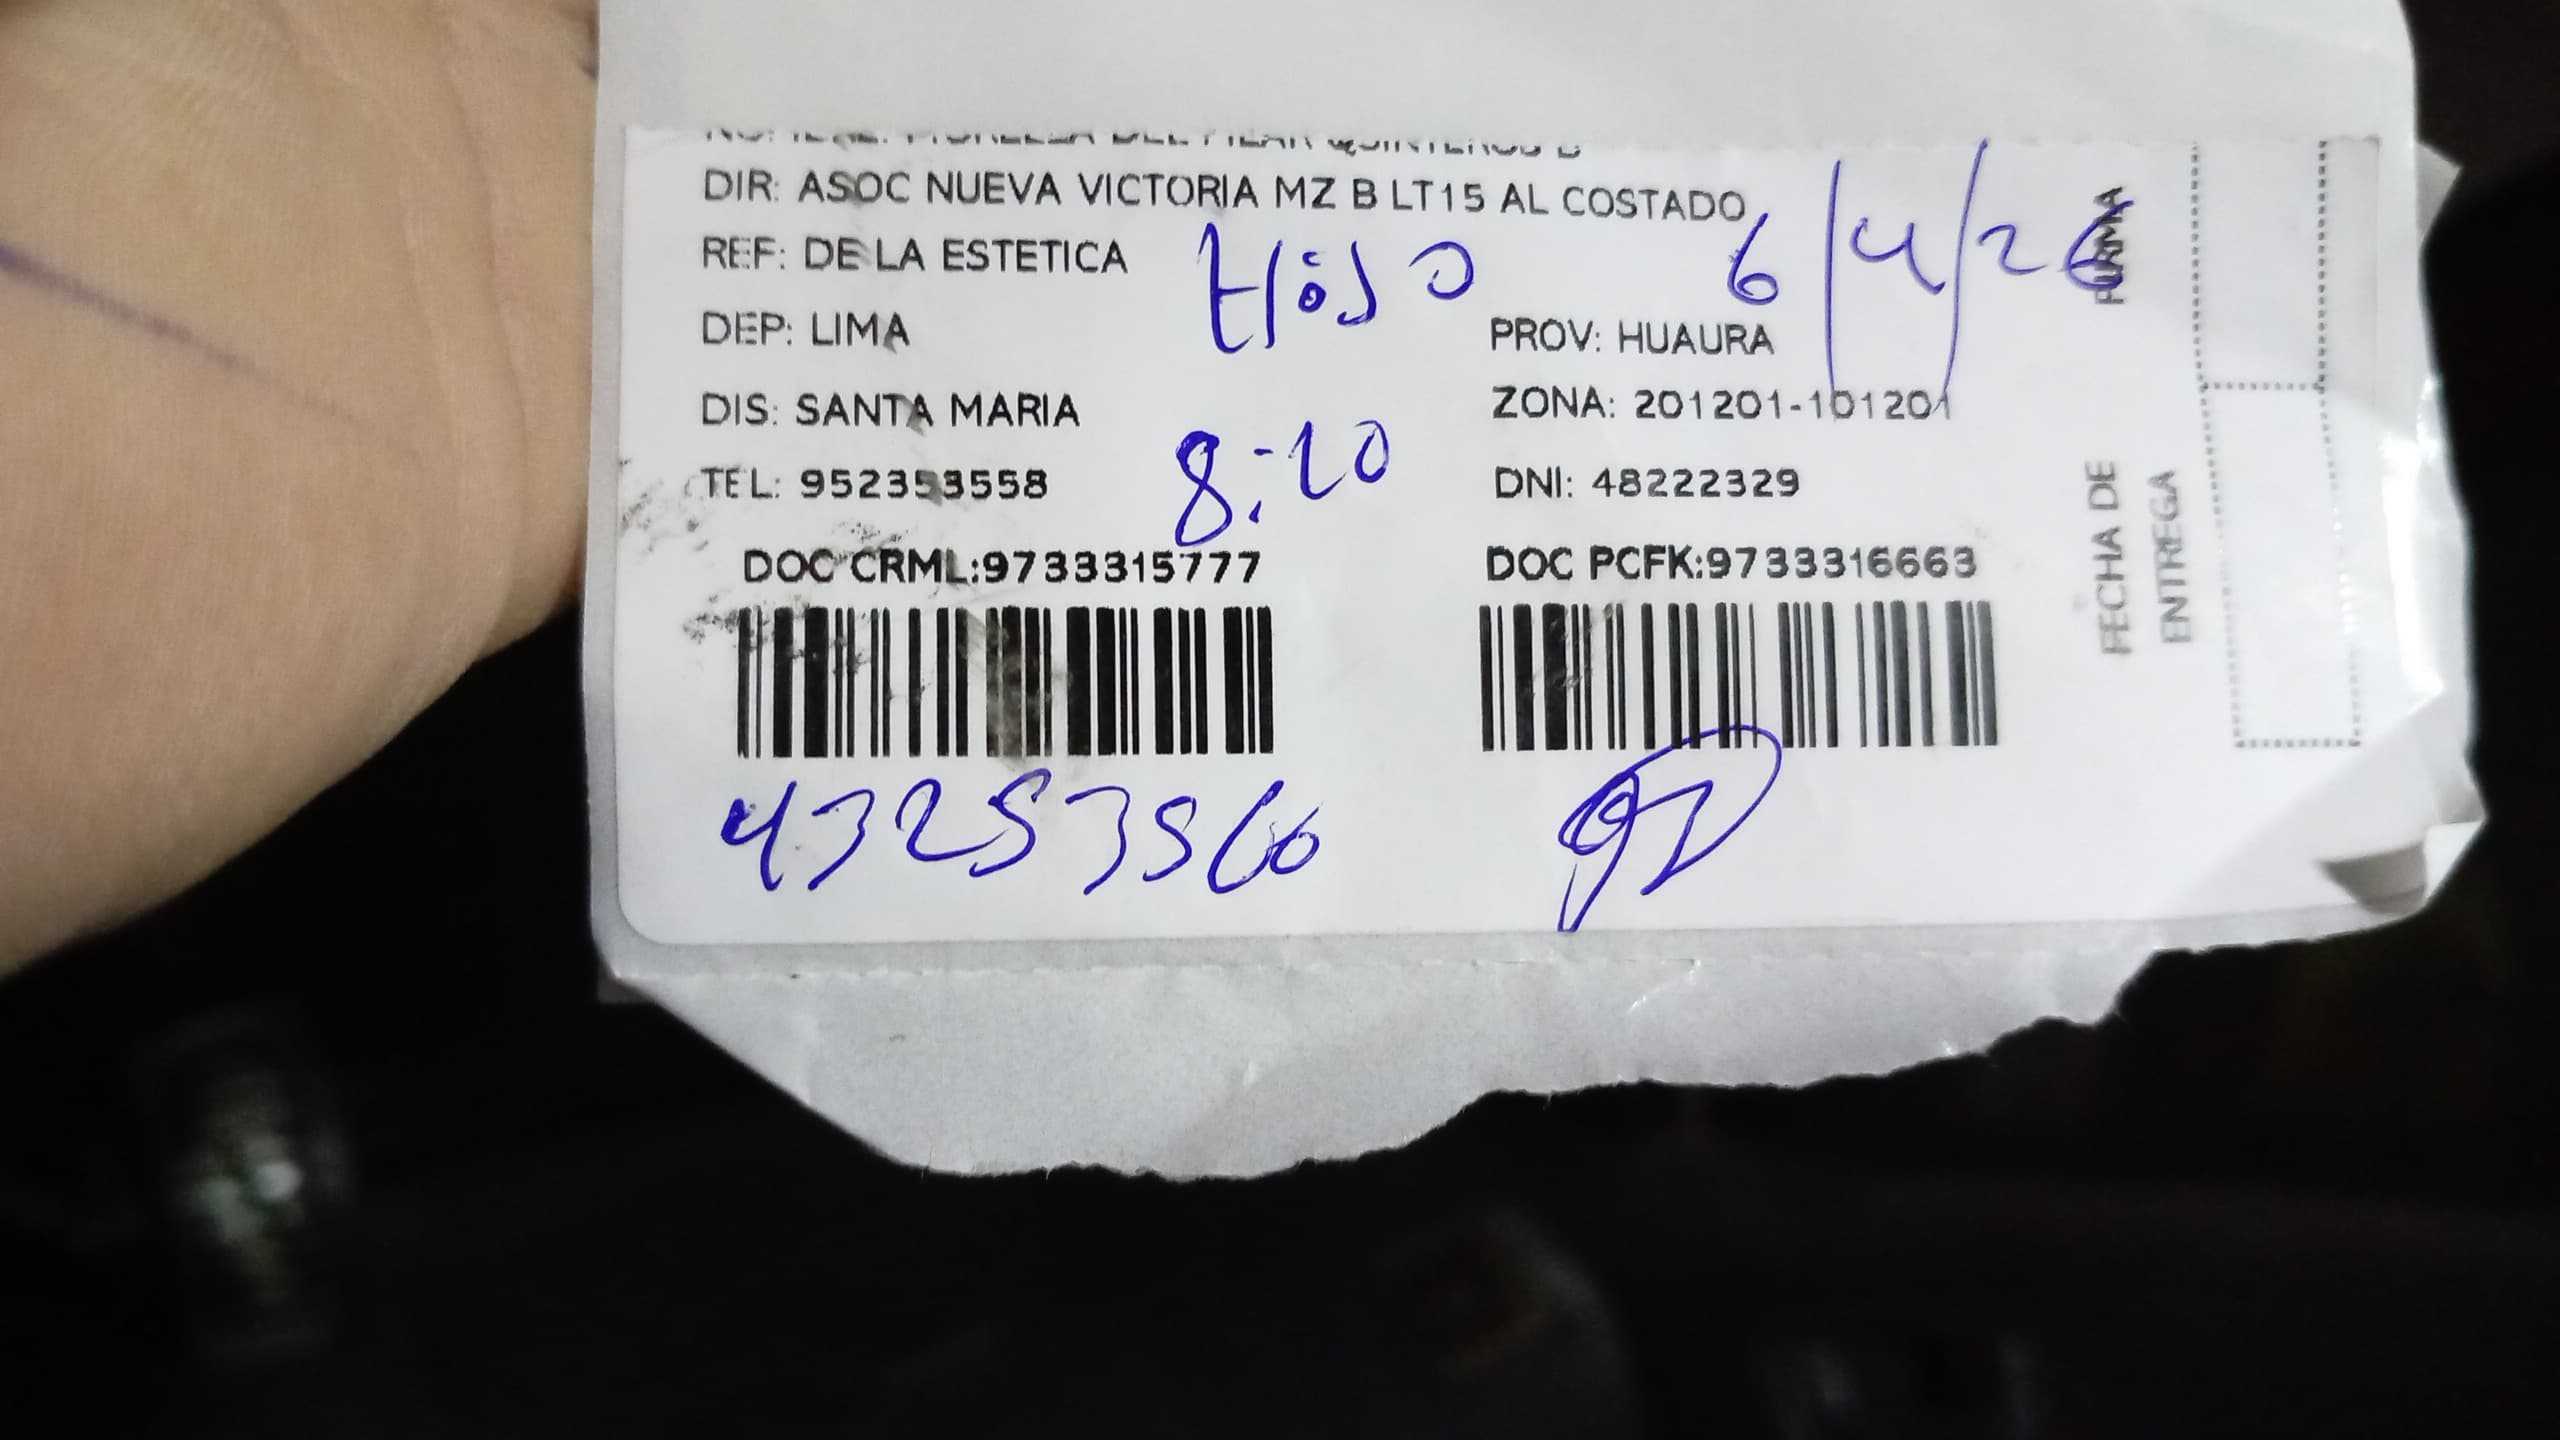 DIR: ASOC NUEVA VICTORIA MZ B LT15 AL COSTADO
REF: DE LA ESTETICA
6/4/26
FIRMA
DEP: LIMA
PROV: HUAURA
DIS: SANTA MARIA
ZONA: 201201-101201
8:10
TEL: 952353558
DNI: 48222329
FECHA DE
ENTREGA
DOC CRML:9733315777
DOC PCFK:9733316663